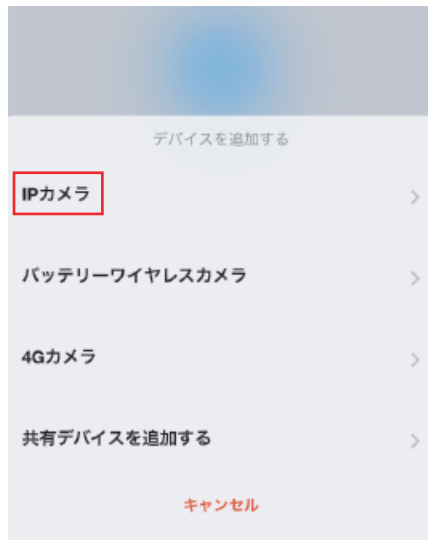 デバイスを追加する
IPカメラ
バッテリーワイヤレスカメラ
4Gカメラ
共有デバイスを追加する
キャンセル